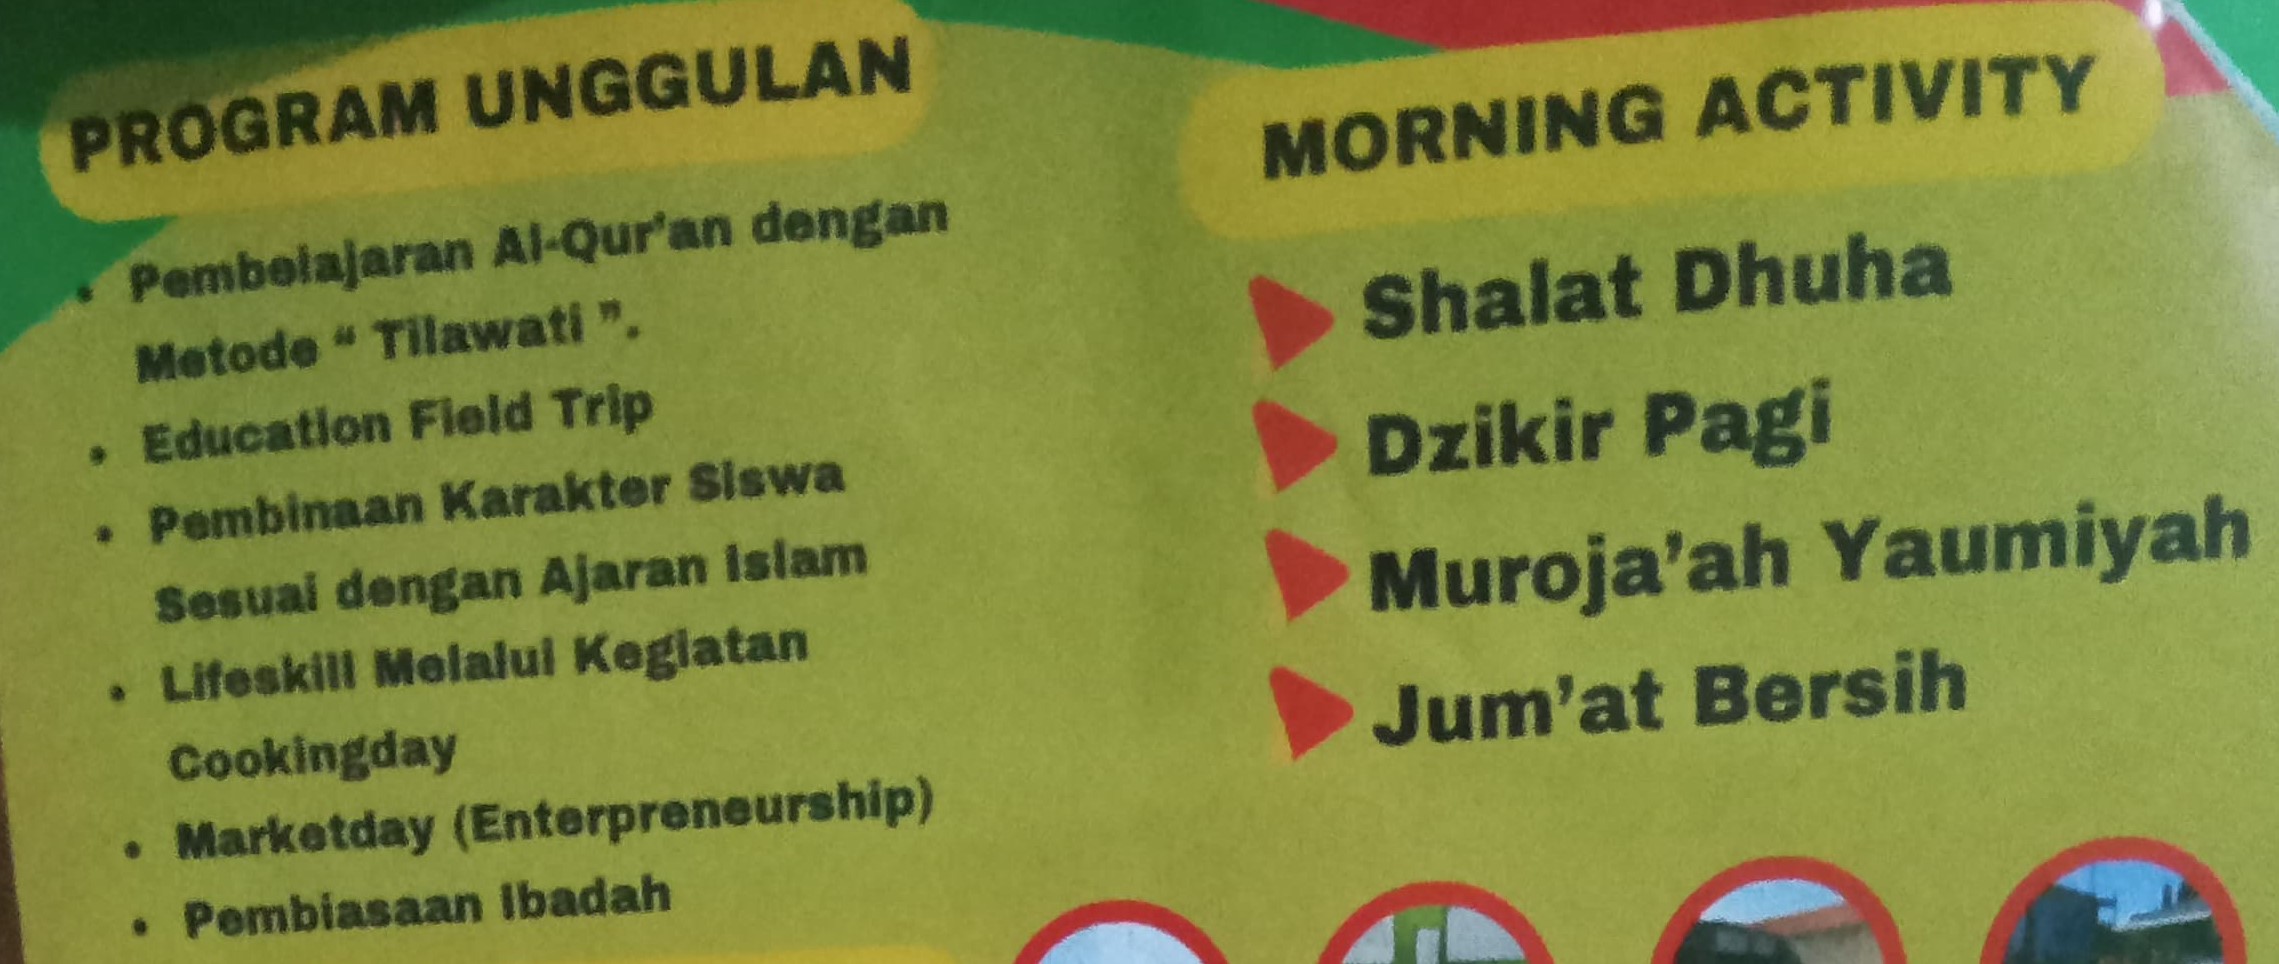 PROGRAM UNGGULAN
• Pembelajaran Al-Qur'an dengan
Metode “ Tilawati ”.
• Education Field Trip
• Pembinaan Karakter Siswa
Sesuai dengan Ajaran Islam
• Lifeskill Melalui Kegiatan
Cookingday
• Marketday (Enterpreneurship)
• Pembiasaan Ibadah
MORNING ACTIVITY
Shalat Dhuha
Dzikir Pagi
Muroja’ah Yaumiyah
Jum’at Bersih